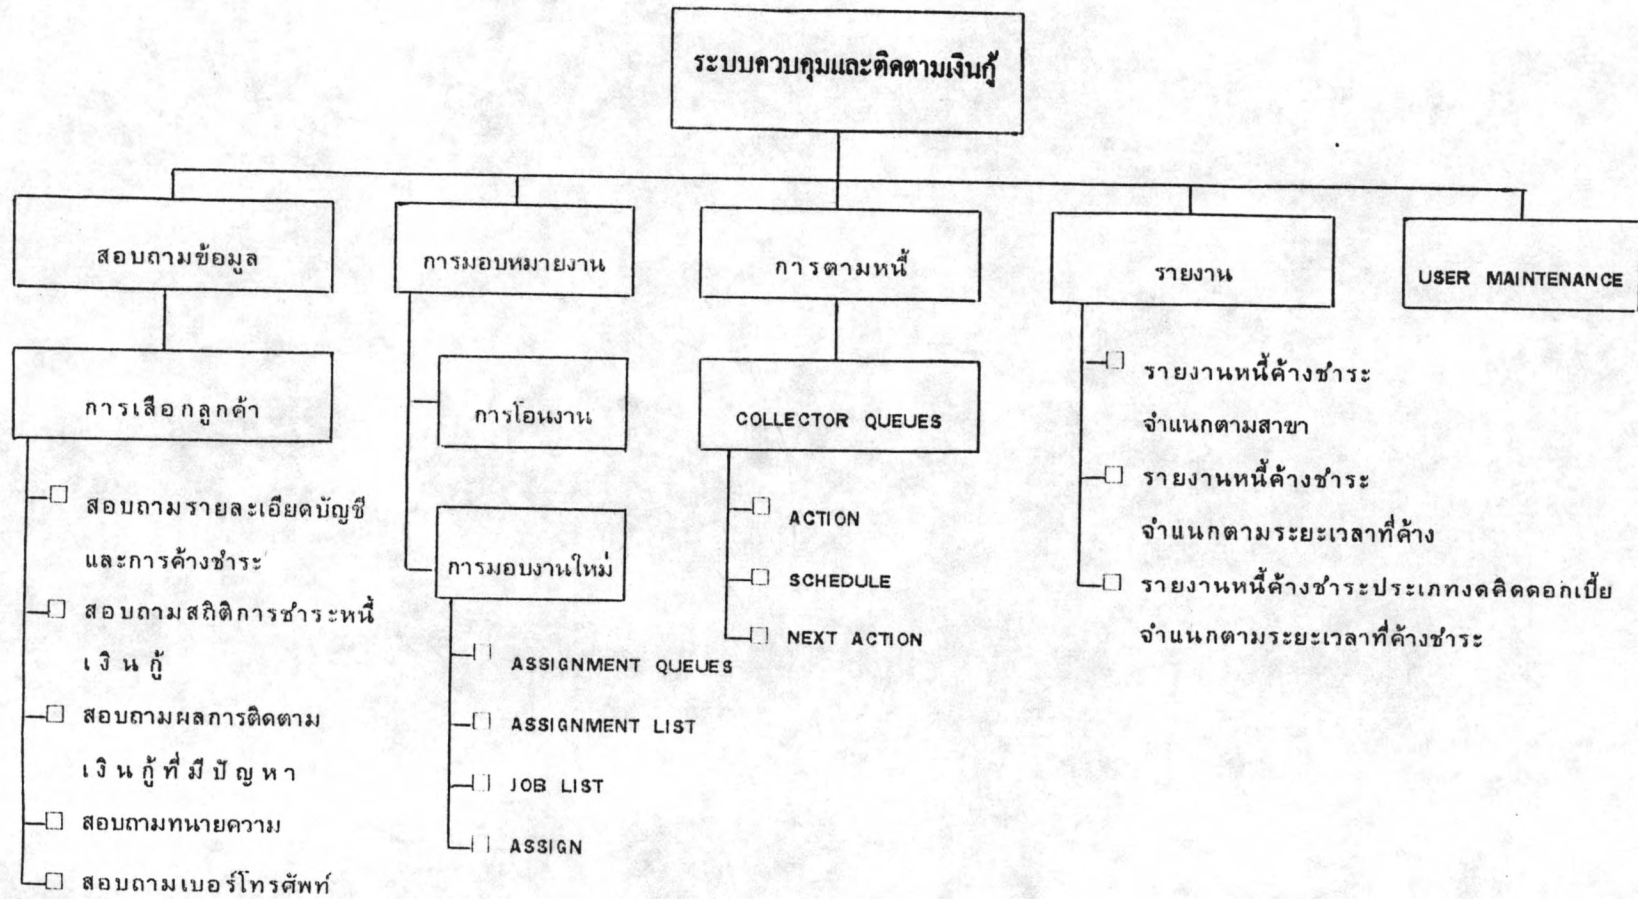 ระบบควบคุมและติดตามเงินกู้
สอบถามข้อมูล
การมอบหมายงาน
การตามหนี้
รายงาน
USER MAINTENANCE
การเลือกลูกค้า
สอบถามรายละเอียดบัญชี
และการค้างชำระ
สอบถามสถิติการชำระหนี้
เงินกู้
สอบถามผลการติดตาม
เงินกู้ที่มีปัญหา
สอบถามทนายความ
สอบถามเบอร์โทรศัพท์
การโอนงาน
การมอบงานใหม่
ASSIGNMENT QUEUES
ASSIGNMENT LIST
JOB LIST
ASSIGN
COLLECTOR QUEUES
ACTION
SCHEDULE
NEXT ACTION
รายงานหนี้ค้างชำระ
จำแนกตามสาขา
รายงานหนี้ค้างชำระ
จำแนกตามระยะเวลาที่ค้าง
รายงานหนี้ค้างชำระประเภทงดคิดดอกเบี้ย
จำแนกตามระยะเวลาที่ค้างชำระ